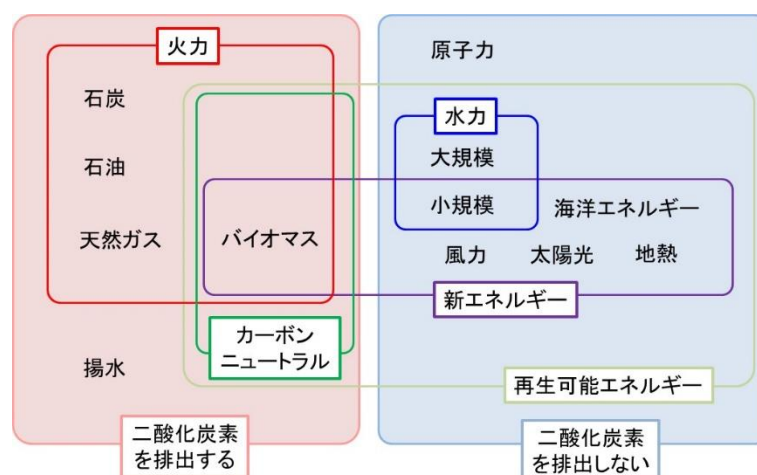 火力
石炭
石油
天然ガス
バイオマス
カーボン
ニュートラル
揚水
二酸化炭素
を排出する
原子力
水力
大規模
小規模
海洋エネルギー
風力
太陽光
地熱
新エネルギー
再生可能エネルギー
二酸化炭素
を排出しない